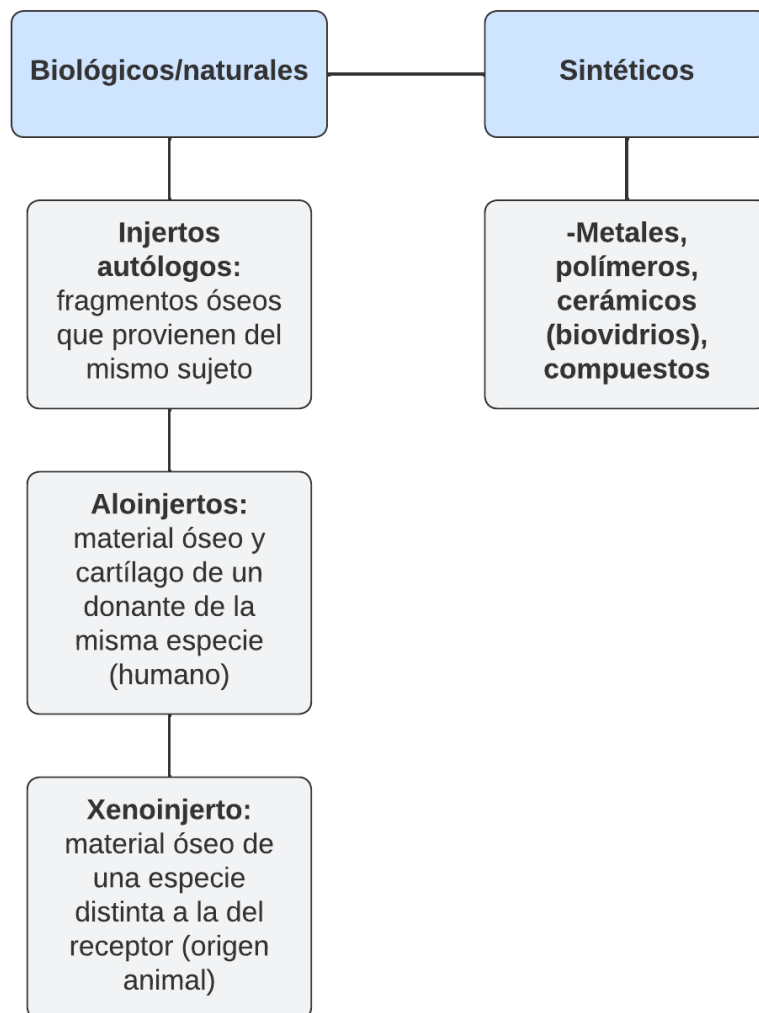 Biológicos/naturales
Sintéticos
Injertos
autólogos:
fragmentos óseos
que provienen del
mismo sujeto
-Metales,
polímeros,
cerámicos
(biovidrios),
compuestos
Aloinjertos:
material óseo y
cartílago de un
donante de la
misma especie
(humano)
Xenoinjerto:
material óseo de
una especie
distinta a la del
receptor (origen
animal)